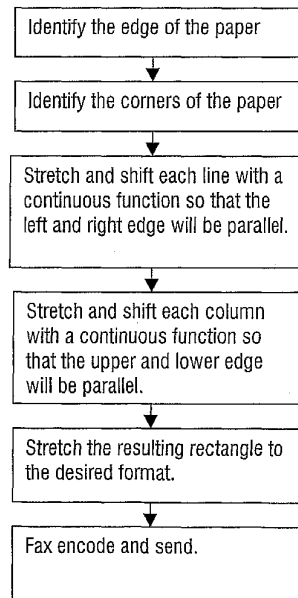 Identify the edge of the paper
Identify the corners of the paper
Stretch and shift each line with a
continuous function so that the
left and right edge will be parallel.
Stretch and shift each column
with a continuous function so
that the upper and lower edge
will be parallel.
Stretch the resulting rectangle to
the desired format.
Fax encode and send.